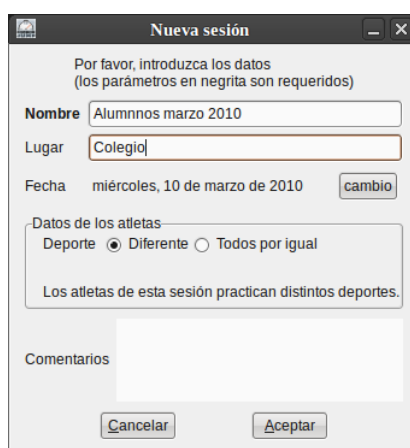 Nueva sesión
Por favor, introduzca los datos
(los parámetros en negrita son requeridos)
Nombre Alumnnos marzo 2010
Lugar Colegio
Fecha miércoles, 10 de marzo de 2010 cambio
Datos de los atletas
Deporte Diferente Todos por igual
Los atletas de esta sesión practican distintos deportes.
Comentarios
Cancelar Aceptar